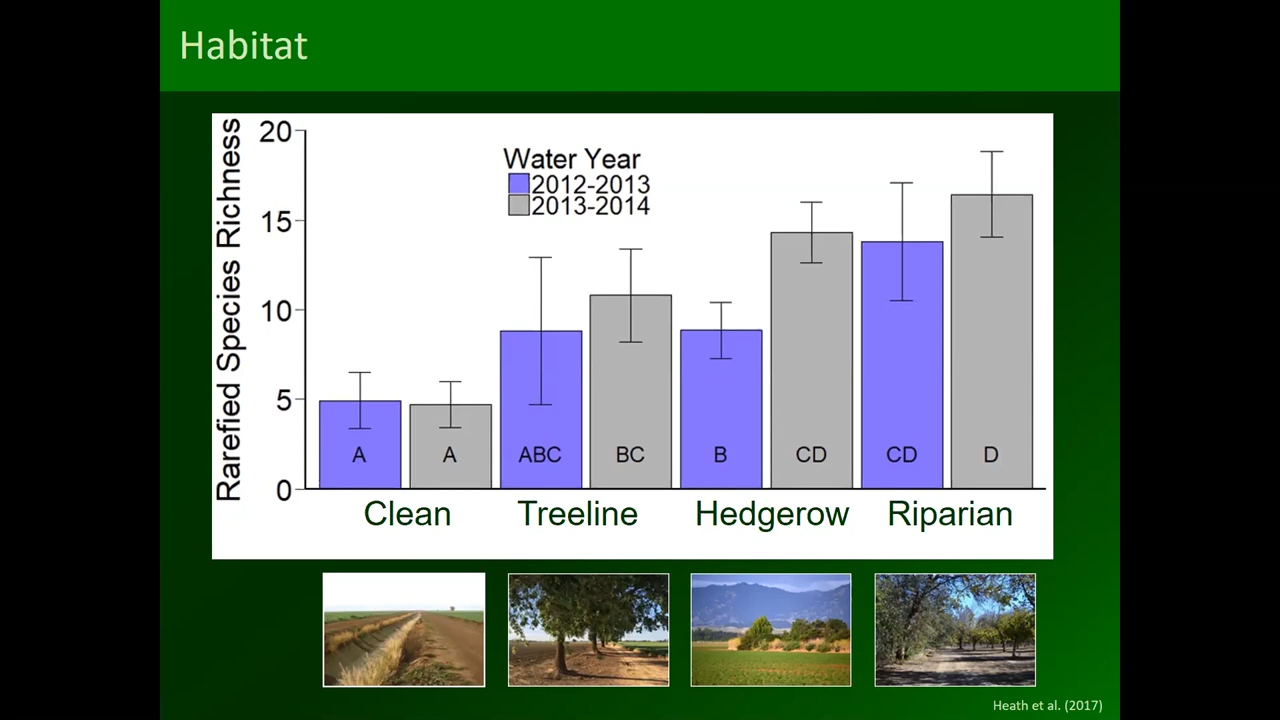 Habitat
Rarefied Species Richness
20
15
10
5
0
Water Year
2012-2013
2013-2014
A A ABC BC B CD CD D
Clean Treeline Hedgerow Riparian
Heath et al. (2017)